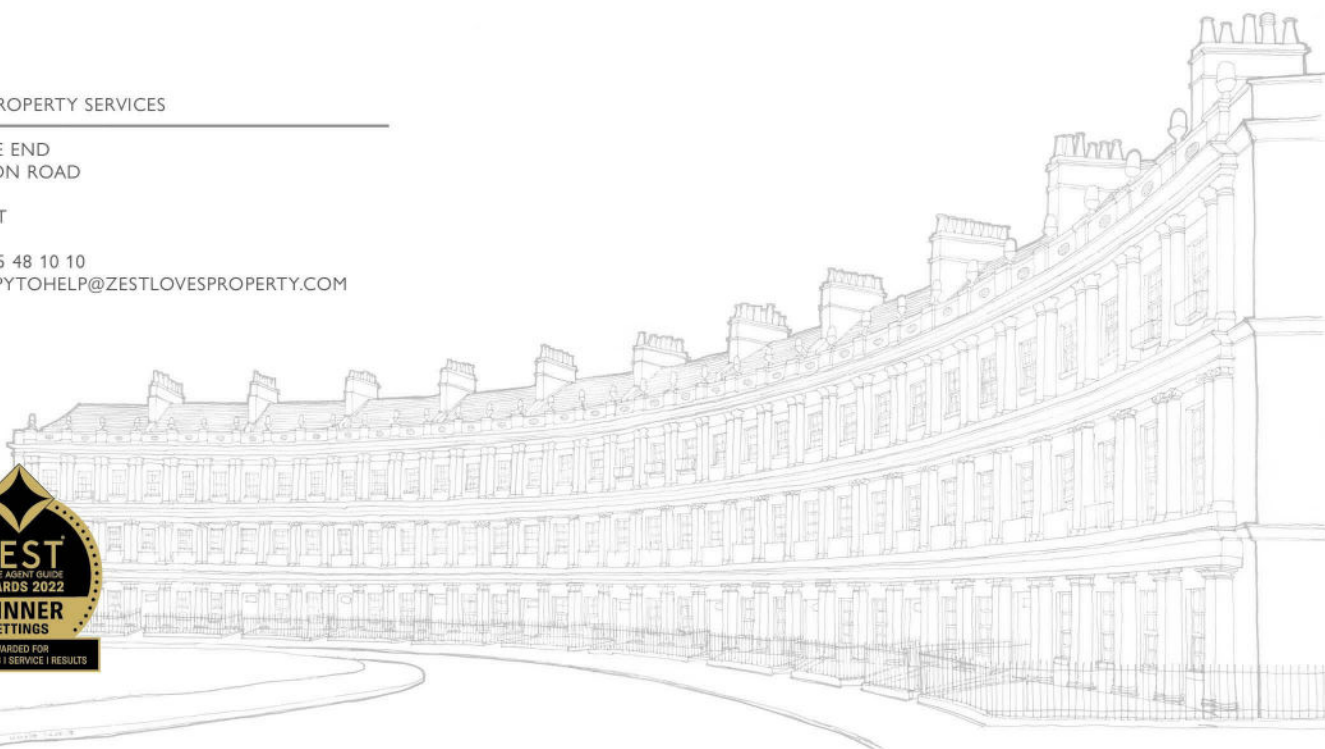 ROPERTY SERVICES
E END
ON ROAD
T
5 48 10 10
PYTOHELP@ZESTLOVESPROPERTY.COM
EST
E AGENT GUIDE
ARDS 2022
INNER
ETTINGS
WARDED FOR
I SERVICE I RESULTS